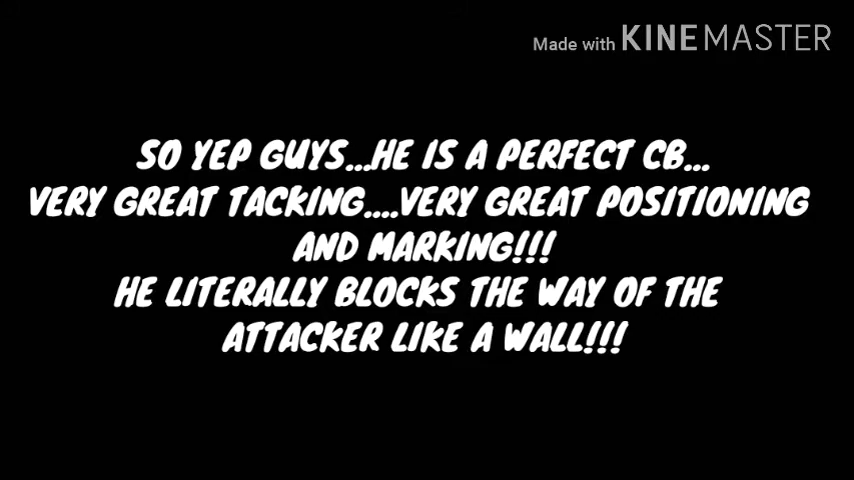 Made with KINEMASTER
SO YEP GUYS...HE IS A PERFECT CB...
VERY GREAT TACKING....VERY GREAT POSITIONING
AND MARKING!!!
HE LITERALLY BLOCKS THE WAY OF THE
ATTACKER LIKE A WALL!!!